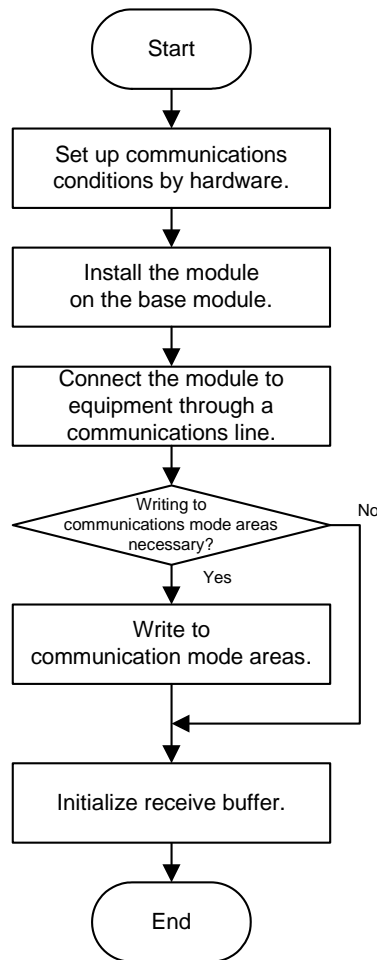 Start
Set up communications
conditions by hardware.
Install the module
on the base module.
Connect the module to
equipment through a
communications line.
Writing to
communications mode areas
necessary?
No
Yes
Write to
communication mode areas.
Initialize receive buffer.
End